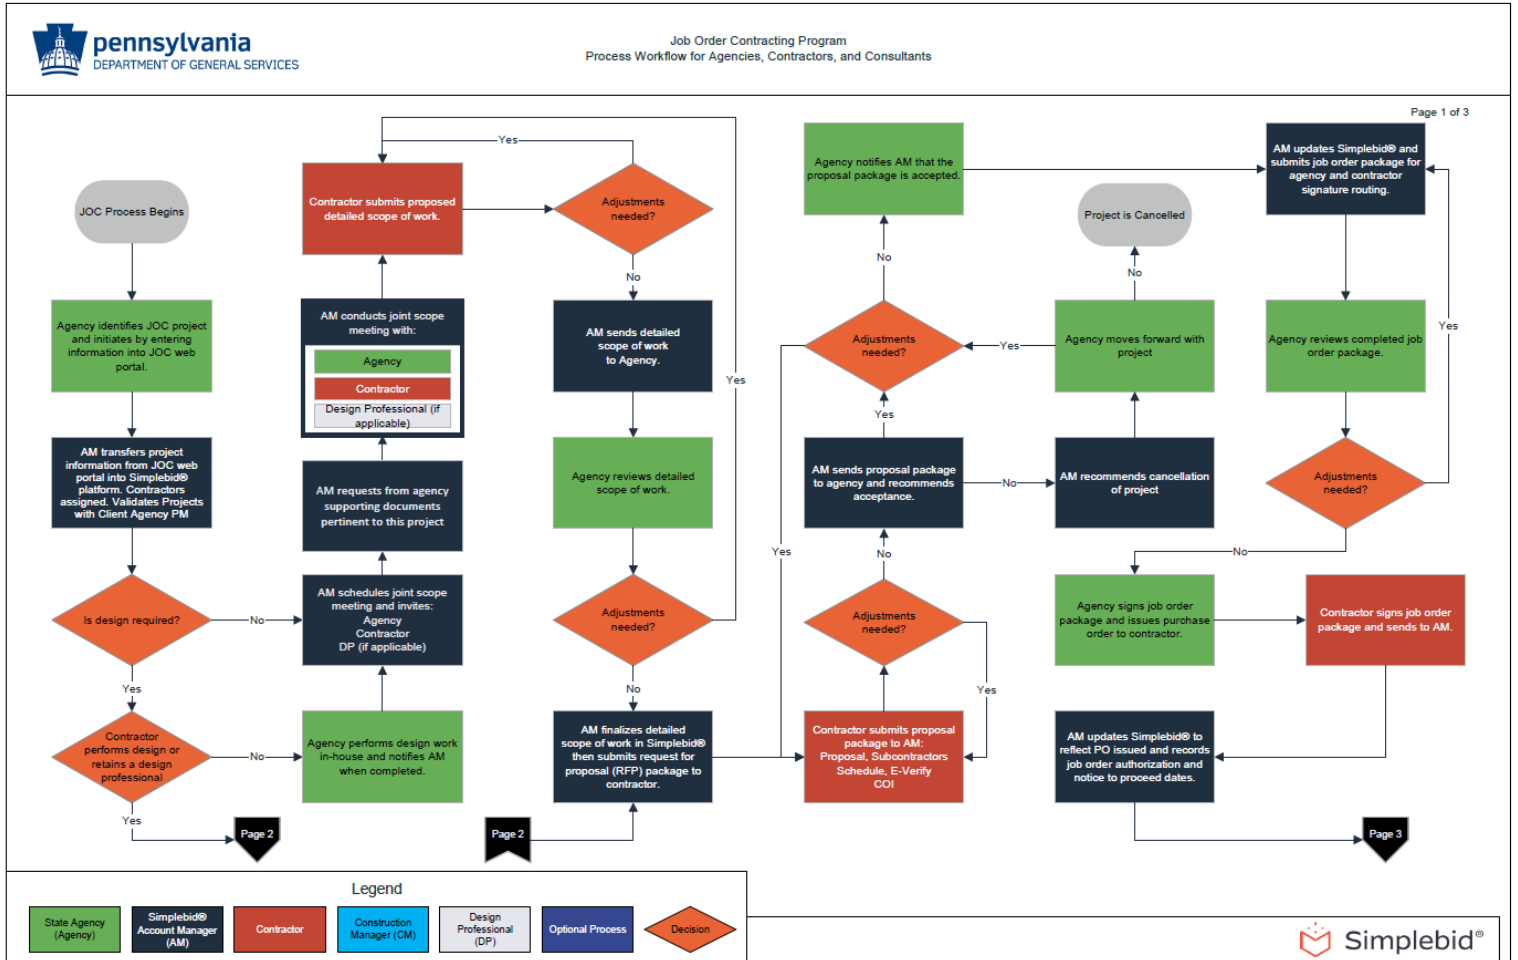 pennsylvania
DEPARTMENT OF GENERAL SERVICES
Job Order Contracting Program
Process Workflow for Agencies, Contractors, and Consultants
Page 1 of 3
JOC Process Begins
Agency identifies JOC project
and initiates by entering
information into JOC web
portal.
AM transfers project
information from JOC web
portal into Simplebid®
platform. Contractors
assigned. Validates Projects
with Client Agency PM
Is design required?
No
Yes
Contractor
performs design or
retains a design
professional
No
Yes
Page 2
Contractor submits proposed
detailed scope of work.
AM conducts joint scope
meeting with:
Agency
Contractor
Design Professional (if
applicable)
AM requests from agency
supporting documents
pertinent to this project
AM schedules joint scope
meeting and invites:
Agency
Contractor
DP (if applicable)
Agency performs design work
in-house and notifies AM
when completed.
Yes
Adjustments
needed?
No
AM sends detailed
scope of work
to Agency.
Yes
Agency reviews detailed
scope of work.
Adjustments
needed?
No
AM finalizes detailed
scope of work in Simplebid®
then submits request for
proposal (RFP) package to
contractor.
Page 2
Agency notifies AM that the
proposal package is accepted.
No
Adjustments
needed?
Yes
Yes
AM sends proposal package
to agency and recommends
acceptance.
No
Yes
No
Adjustments
needed?
Yes
Contractor submits proposal
package to AM:
Proposal, Subcontractors
Schedule, E-Verify
COI
Project is Cancelled
No
Agency moves forward with
project
AM recommends cancellation
of project
AM updates Simplebid® and
submits job order package for
agency and contractor
signature routing.
Yes
Agency reviews completed job
order package.
Adjustments
needed?
No
Agency signs job order
package and issues purchase
order to contractor.
Contractor signs job order
package and sends to AM.
AM updates Simplebid® to
reflect PO issued and records
job order authorization and
notice to proceed dates.
Page 3
Legend
State Agency
(Agency)
Simplebid®
Account Manager
(AM)
Contractor
Construction
Manager (CM)
Design
Professional
(DP)
Optional Process
Decision
Simplebid®